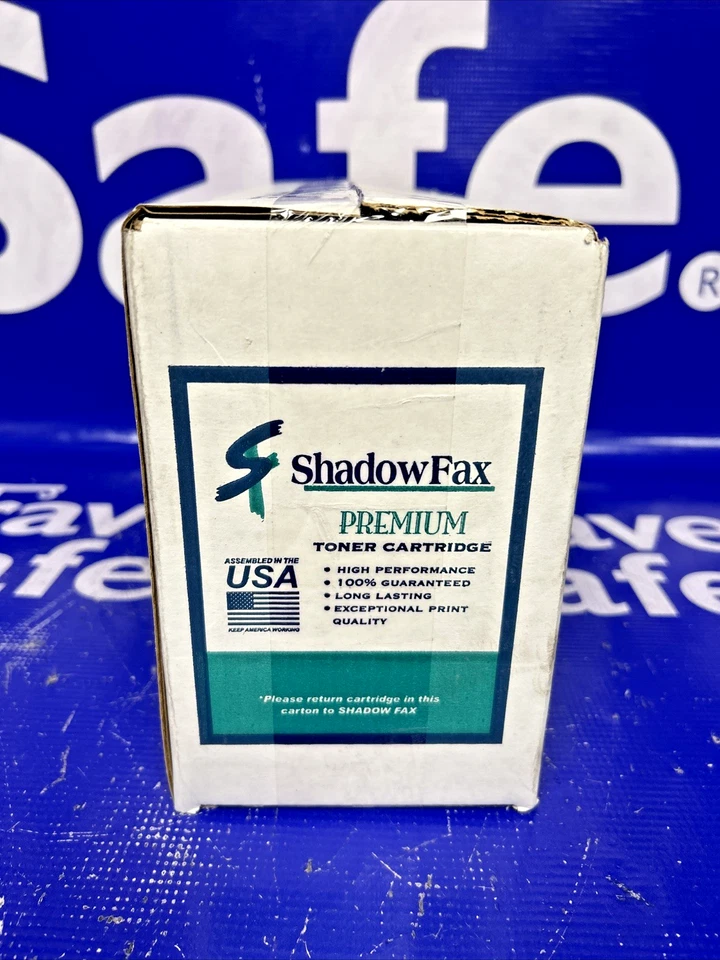 Safe®
ShadowFax
PREMIUM
TONER CARTRIDGE
ASSEMBLED IN THE
USA
KEEP AMERICA WORKING
• HIGH PERFORMANCE
• 100% GUARANTEED
• LONG LASTING
• EXCEPTIONAL PRINT
QUALITY
*Please return cartridge in this
carton to SHADOW FAX